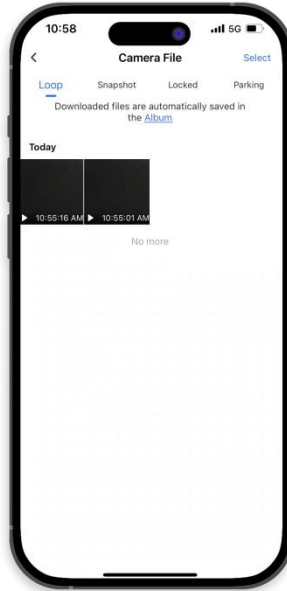 10:58
5G
Camera File
Select
Loop
Snapshot
Locked
Parking
Downloaded files are automatically saved in
the Album
Today
10:55:16 AM
10:55:01 AM
No more